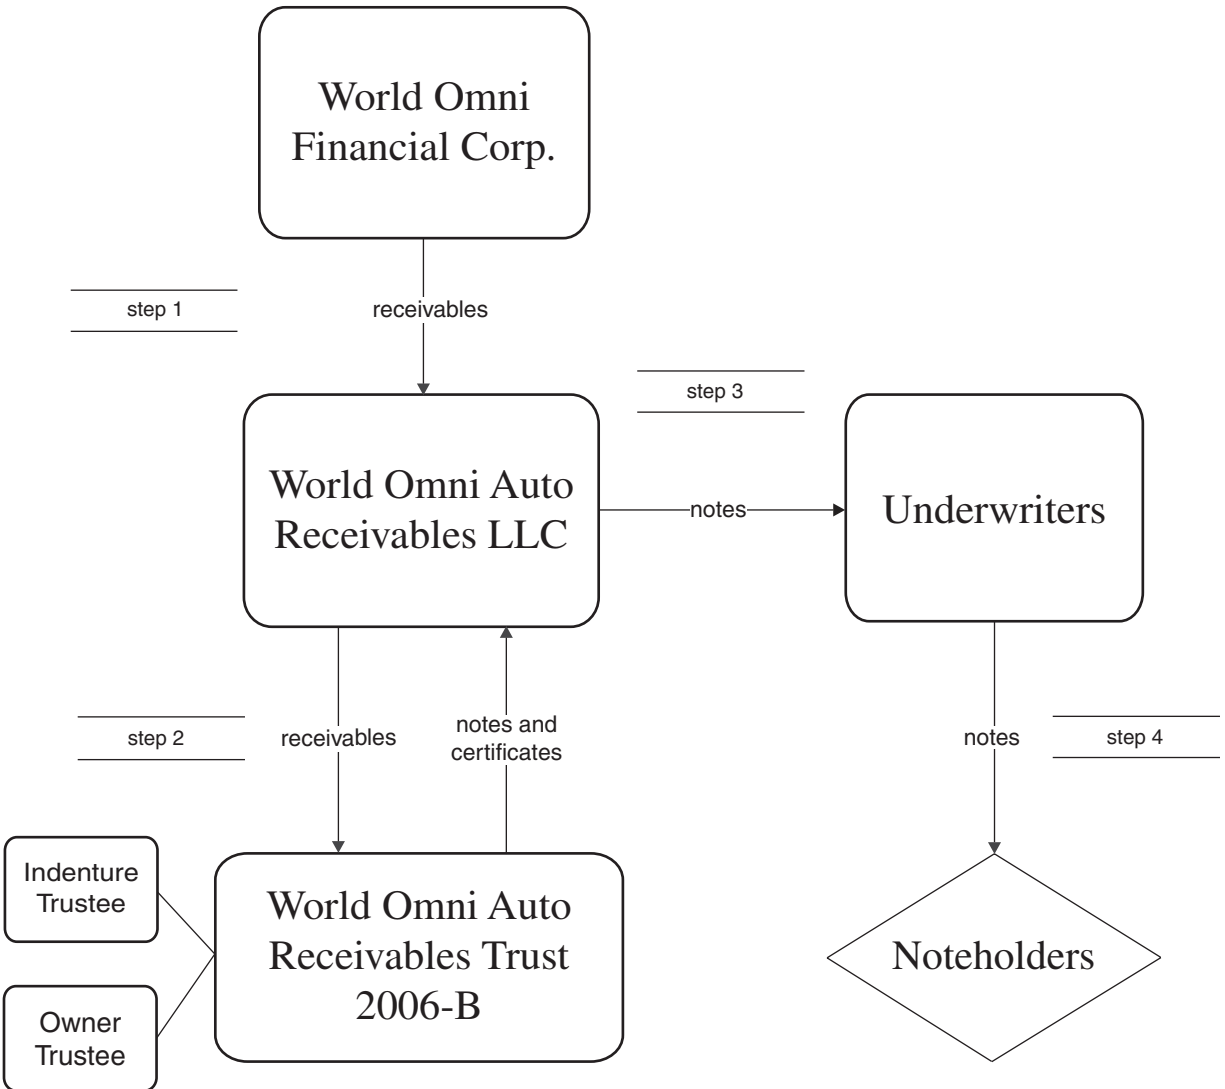 World Omni
Financial Corp.
step 1
receivables
step 3
World Omni Auto
Receivables LLC
notes
Underwriters
step 2
receivables
notes and
certificates
notes
step 4
Indenture
Trustee
World Omni Auto
Receivables Trust
2006-B
Noteholders
Owner
Trustee